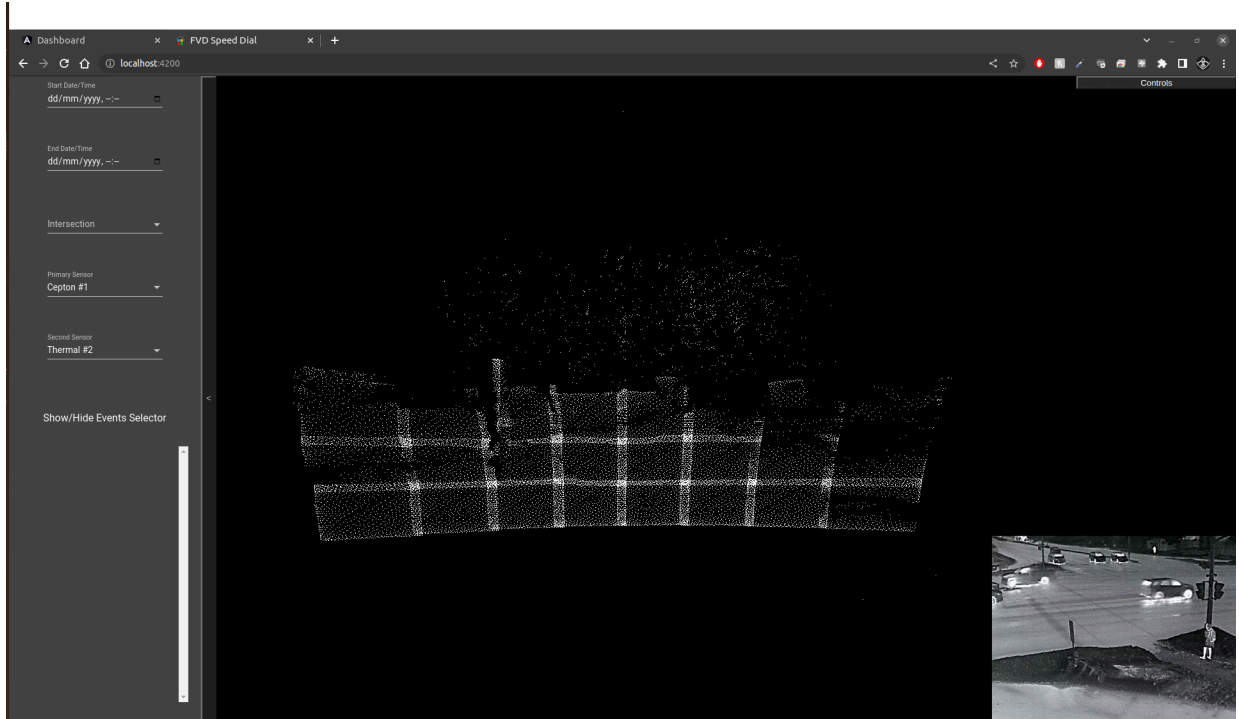 Dashboard
FVD Speed Dial
localhost:4200
Controls
Start Date/Time
dd/mm/yyyy, --:--
End Date/Time
dd/mm/yyyy, --:--
Intersection
Primary Sensor
Cepton #1
Second Sensor
Thermal #2
<
Show/Hide Events Selector